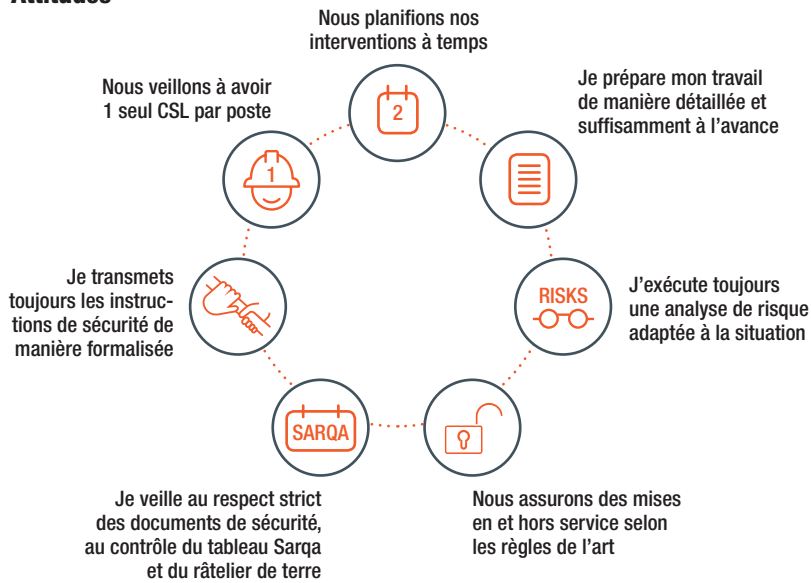 Attitudes
Nous planifions nos
interventions à temps
2
Je prépare mon travail
de manière détaillée et
suffisamment à l'avance
Nous veillons à avoir
1 seul CSL par poste
1
RISKS
J'exécute toujours
une analyse de risque
adaptée à la situation
Je transmets
toujours les instruc-
tions de sécurité de
manière formalisée
SARQA
Je veille au respect strict
des documents de sécurité,
au contrôle du tableau Sarqa
et du râtelier de terre
Nous assurons des mises
en et hors service selon
les règles de l'art